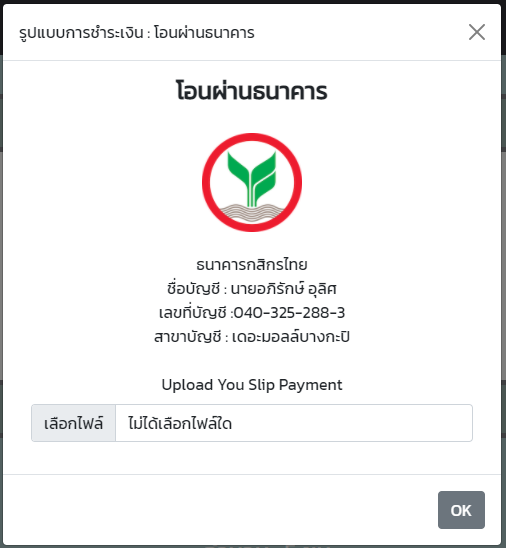 รูปแบบการชำระเงิน : โอนผ่านธนาคาร
โอนผ่านธนาคาร
ธนาคารกสิกรไทย
ชื่อบัญชี : นายอภิรักษ์ อุลิศ
เลขที่บัญชี :040-325-288-3
สาขาบัญชี : เดอะมอลล์บางกะปิ
Upload You Slip Payment
เลือกไฟล์ ไม่ได้เลือกไฟล์ใด
OK